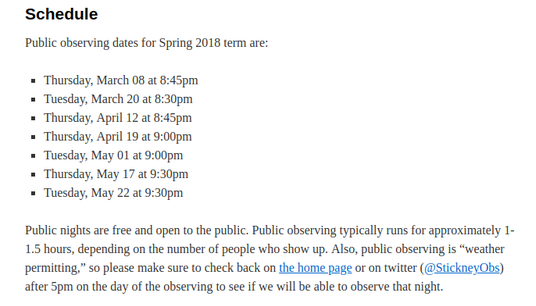 Schedule
Public observing dates for Spring 2018 term are:
Thursday, March 08 at 8:45pm
Tuesday, March 20 at 8:30pm
Thursday, April 12 at 8:45pm
Thursday, April 19 at 9:00pm
Tuesday, May 01 at 9:00pm
Thursday, May 17 at 9:30pm
Tuesday, May 22 at 9:30pm
Public nights are free and open to the public. Public observing typically runs for approximately 1-
1.5 hours, depending on the number of people who show up. Also, public observing is “weather
permitting,” so please make sure to check back on the home page or on twitter (@StickneyObs)
after 5pm on the day of the observing to see if we will be able to observe that night.